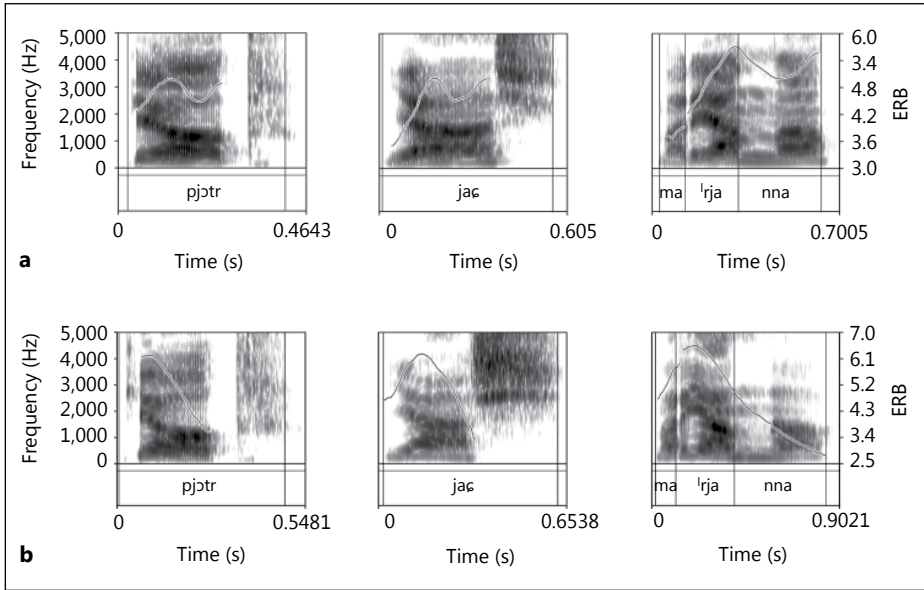 a
Frequency (Hz)
5,000
4,000
3,000
2,000
1,000
0
6.0
5.4
4.8
4.2
3.6
3.0
ERB
pjɔtr
jaɕ
ma
ˈrja
nna
0
0.4643
0
0.605
0
0.7005
Time (s)
Time (s)
Time (s)
b
Frequency (Hz)
5,000
4,000
3,000
2,000
1,000
0
7.0
6.1
5.2
4.3
3.4
2.5
ERB
pjɔtr
jaɕ
ma
ˈrja
nna
0
0.5481
0
0.6538
0
0.9021
Time (s)
Time (s)
Time (s)